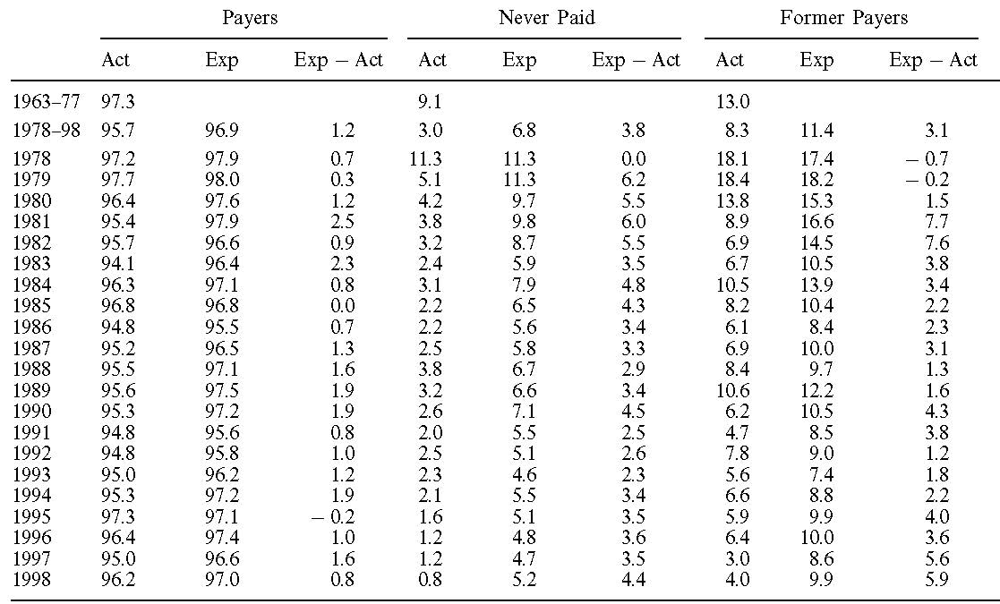 Payers Never Paid Former Payers
Act Exp Exp − Act Act Exp Exp − Act Act Exp Exp − Act
1963–77 97.3 9.1 13.0
1978–98 95.7 96.9 1.2 3.0 6.8 3.8 8.3 11.4 3.1
1978 97.2 97.9 0.7 11.3 11.3 0.0 18.1 17.4 − 0.7
1979 97.7 98.0 0.3 5.1 11.3 6.2 18.4 18.2 − 0.2
1980 96.4 97.6 1.2 4.2 9.7 5.5 13.8 15.3 1.5
1981 95.4 97.9 2.5 3.8 9.8 6.0 8.9 16.6 7.7
1982 95.7 96.6 0.9 3.2 8.7 5.5 6.9 14.5 7.6
1983 94.1 96.4 2.3 2.4 5.9 3.5 6.7 10.5 3.8
1984 96.3 97.1 0.8 3.1 7.9 4.8 10.5 13.9 3.4
1985 96.8 96.8 0.0 2.2 6.5 4.3 8.2 10.4 2.2
1986 94.8 95.5 0.7 2.2 5.6 3.4 6.1 8.4 2.3
1987 95.2 96.5 1.3 2.5 5.8 3.3 6.9 10.0 3.1
1988 95.5 97.1 1.6 3.8 6.7 2.9 8.4 9.7 1.3
1989 95.6 97.5 1.9 3.2 6.6 3.4 10.6 12.2 1.6
1990 95.3 97.2 1.9 2.6 7.1 4.5 6.2 10.5 4.3
1991 94.8 95.6 0.8 2.0 5.5 2.5 4.7 8.5 3.8
1992 94.8 95.8 1.0 2.5 5.1 2.6 7.8 9.0 1.2
1993 95.0 96.2 1.2 2.3 4.6 2.3 5.6 7.4 1.8
1994 95.3 97.2 1.9 2.1 5.5 3.4 6.6 8.8 2.2
1995 97.3 97.1 − 0.2 1.6 5.1 3.5 5.9 9.9 4.0
1996 96.4 97.4 1.0 1.2 4.8 3.6 6.4 10.0 3.6
1997 95.0 96.6 1.6 1.2 4.7 3.5 3.0 8.6 5.6
1998 96.2 97.0 0.8 0.8 5.2 4.4 4.0 9.9 5.9